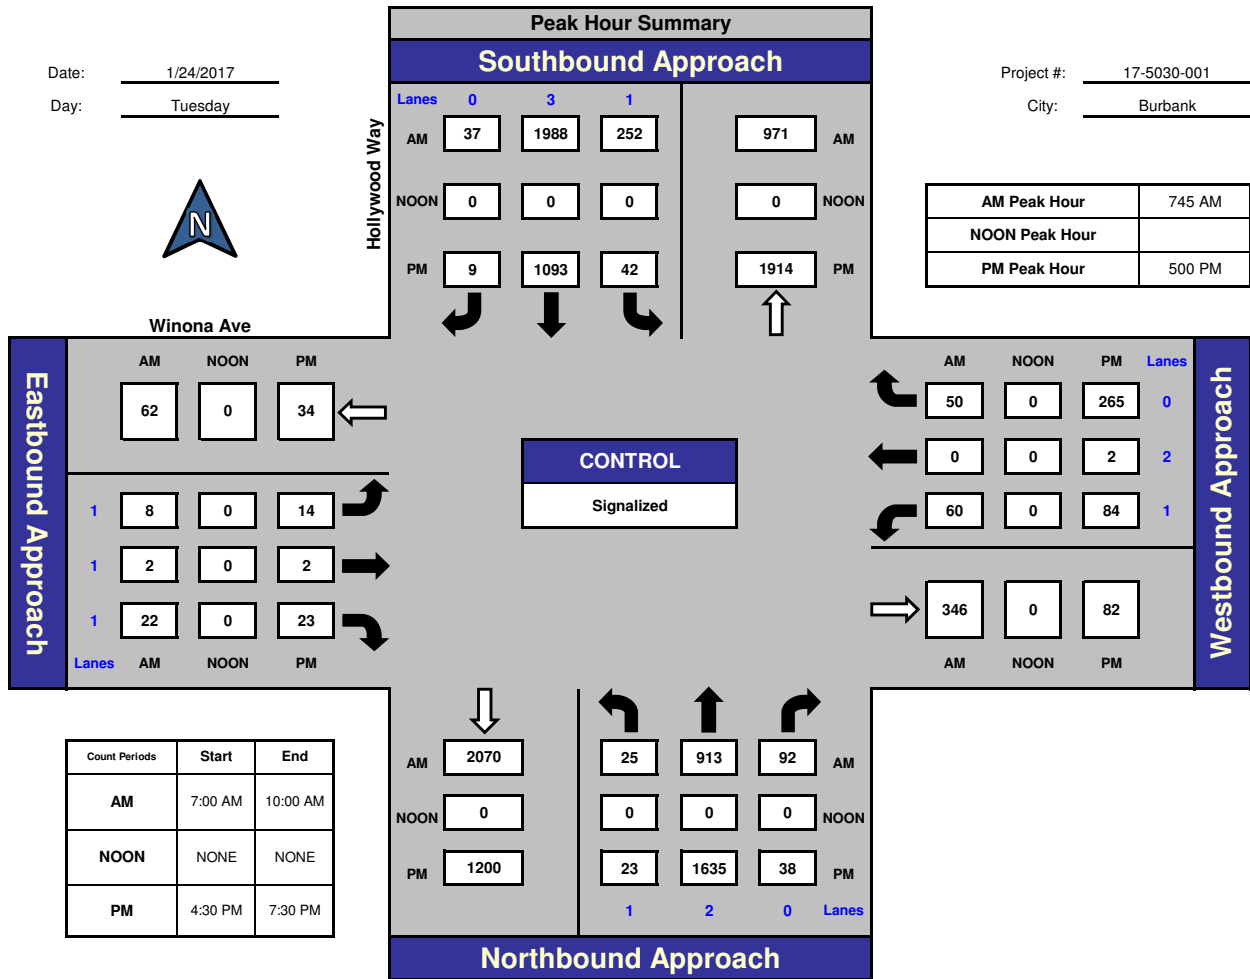 Peak Hour Summary
Southbound Approach
Date: 1/24/2017
Day: Tuesday
Project #: 17-5030-001
City: Burbank
Hollywood Way
Lanes 0 3 1
AM 37 1988 252 971 AM
NOON 0 0 0 0 NOON
PM 9 1093 42 1914 PM
N
AM Peak Hour 745 AM
NOON Peak Hour
PM Peak Hour 500 PM
Winona Ave
Eastbound Approach
AM NOON PM
62 0 34
1 8 0 14
1 2 0 2
1 22 0 23
Lanes AM NOON PM
CONTROL
Signalized
AM NOON PM Lanes
50 0 265 0
0 0 2 2
60 0 84 1
346 0 82
AM NOON PM
Westbound Approach
Count Periods Start End
AM 7:00 AM 10:00 AM
NOON NONE NONE
PM 4:30 PM 7:30 PM
AM 2070 25 913 92 AM
NOON 0 0 0 0 NOON
PM 1200 23 1635 38 PM
1 2 0 Lanes
Northbound Approach